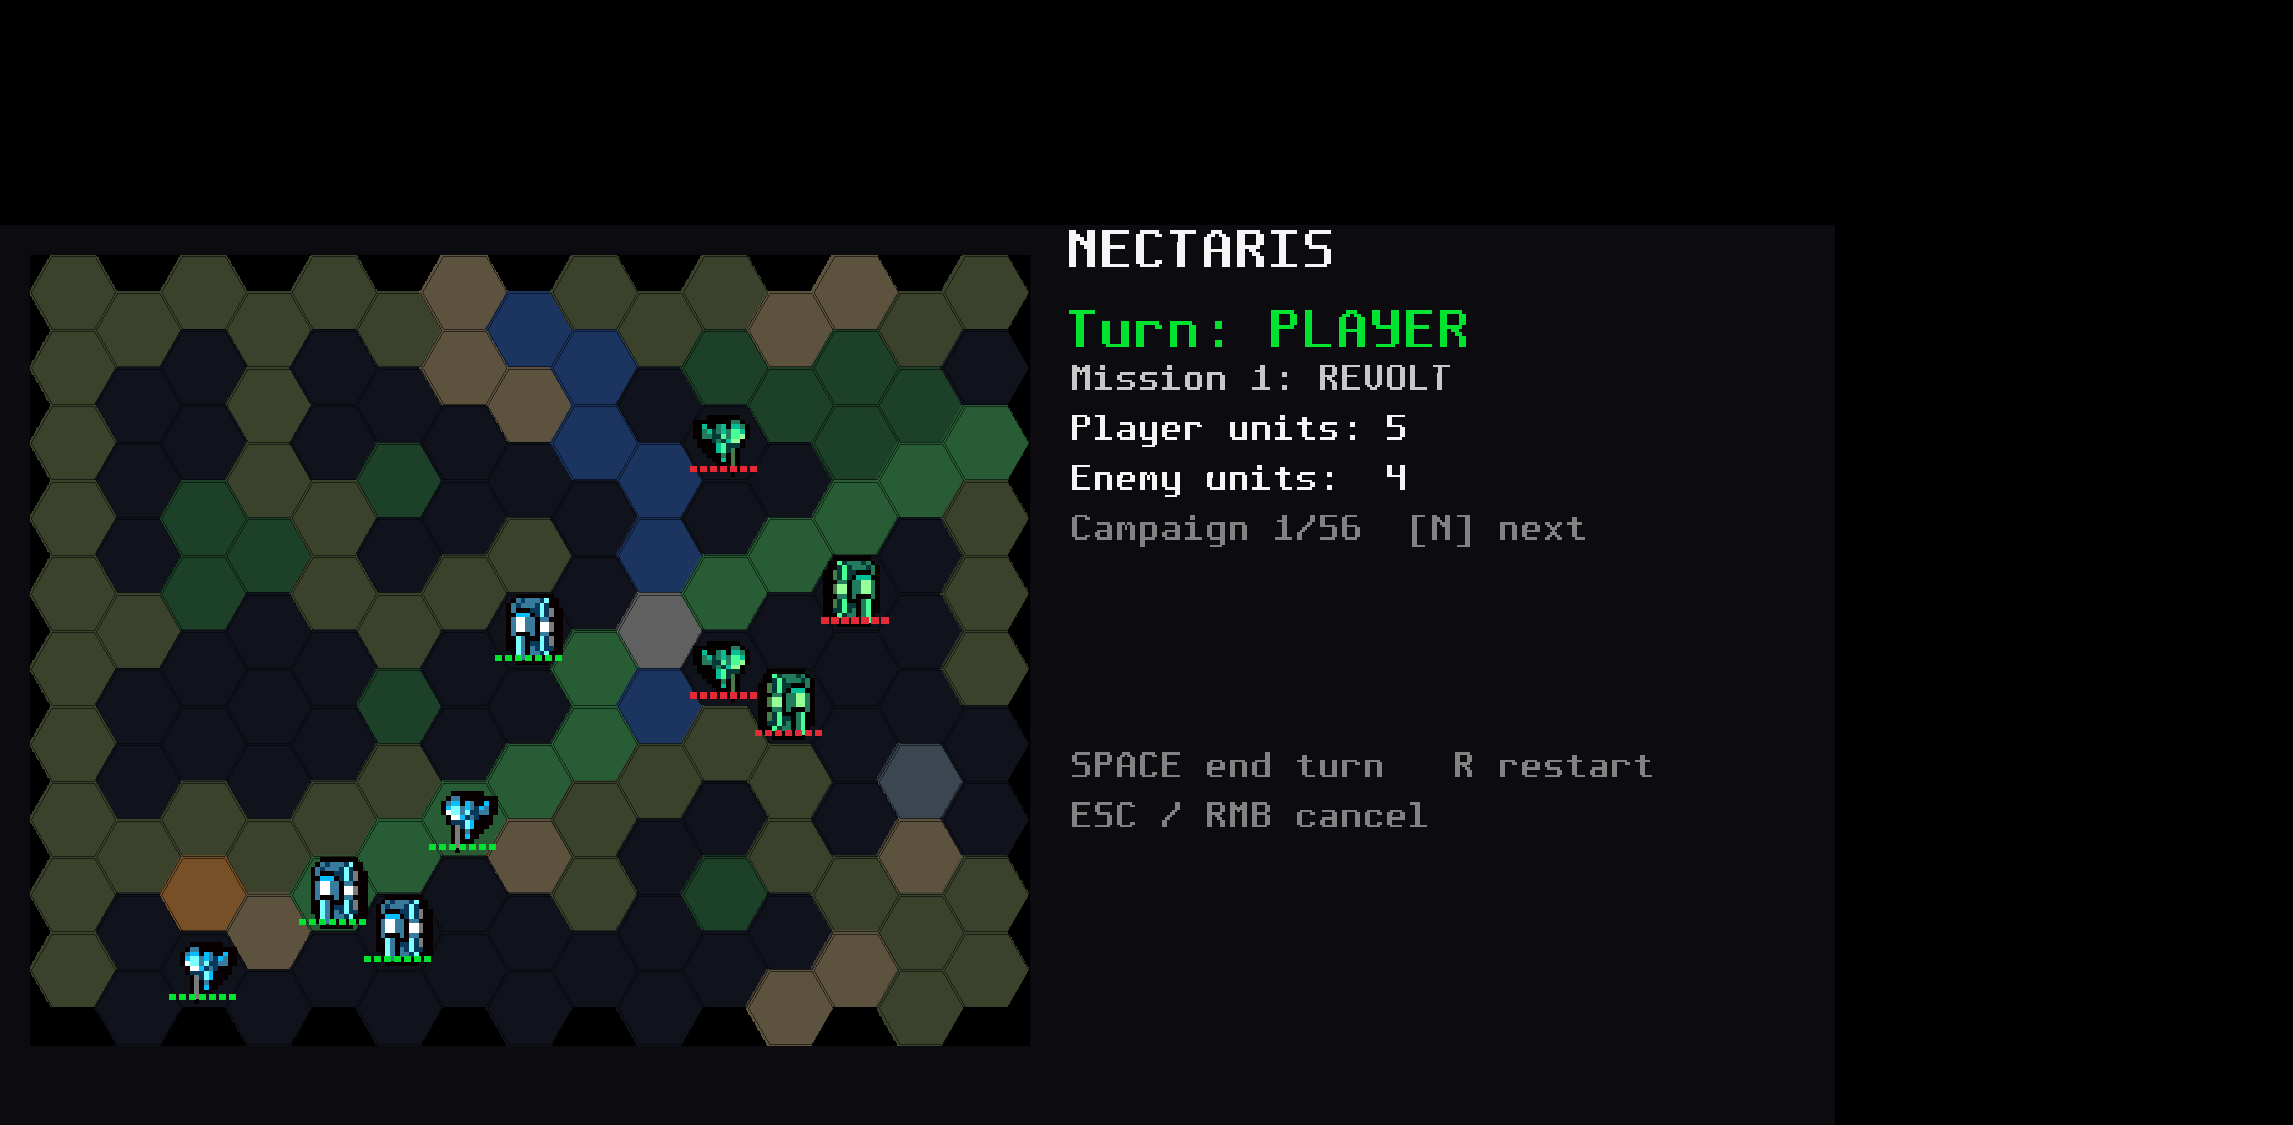 NECTARIS
Turn: PLAYER
Mission 1: REVOLT
Player units: 5
Enemy units:  4
Campaign 1/56  [N] next
SPACE end turn   R restart
ESC / RMB cancel